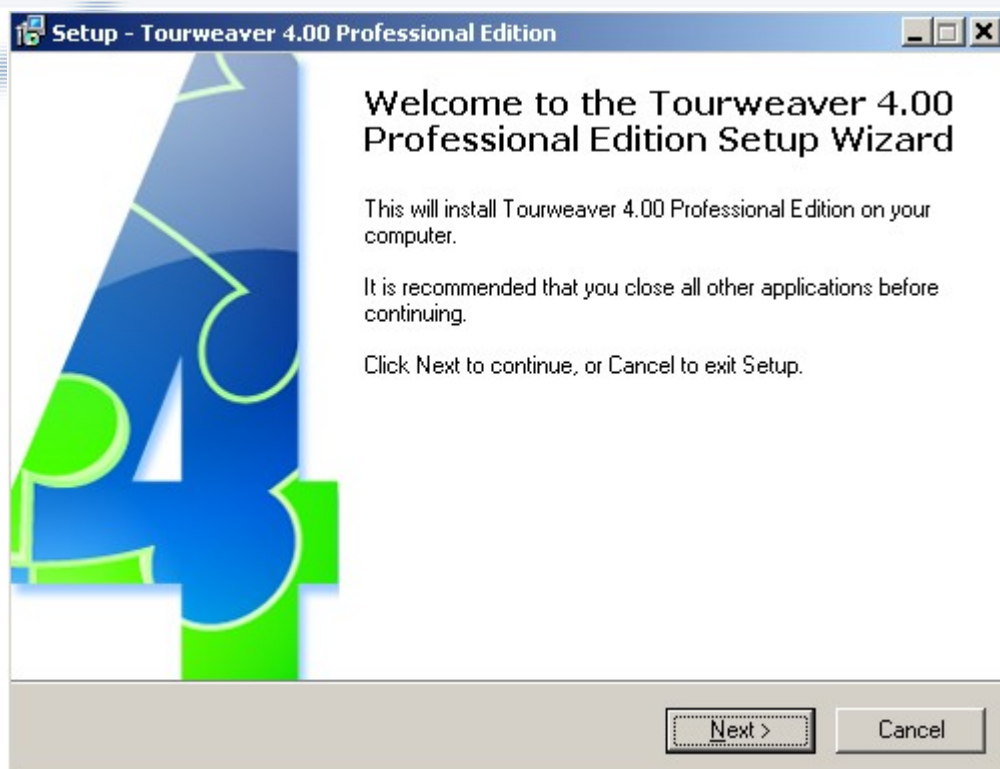 Setup - Tourweaver 4.00 Professional Edition
Welcome to the Tourweaver 4.00
Professional Edition Setup Wizard
This will install Tourweaver 4.00 Professional Edition on your
computer.
It is recommended that you close all other applications before
continuing.
Click Next to continue, or Cancel to exit Setup.
4
Next >
Cancel